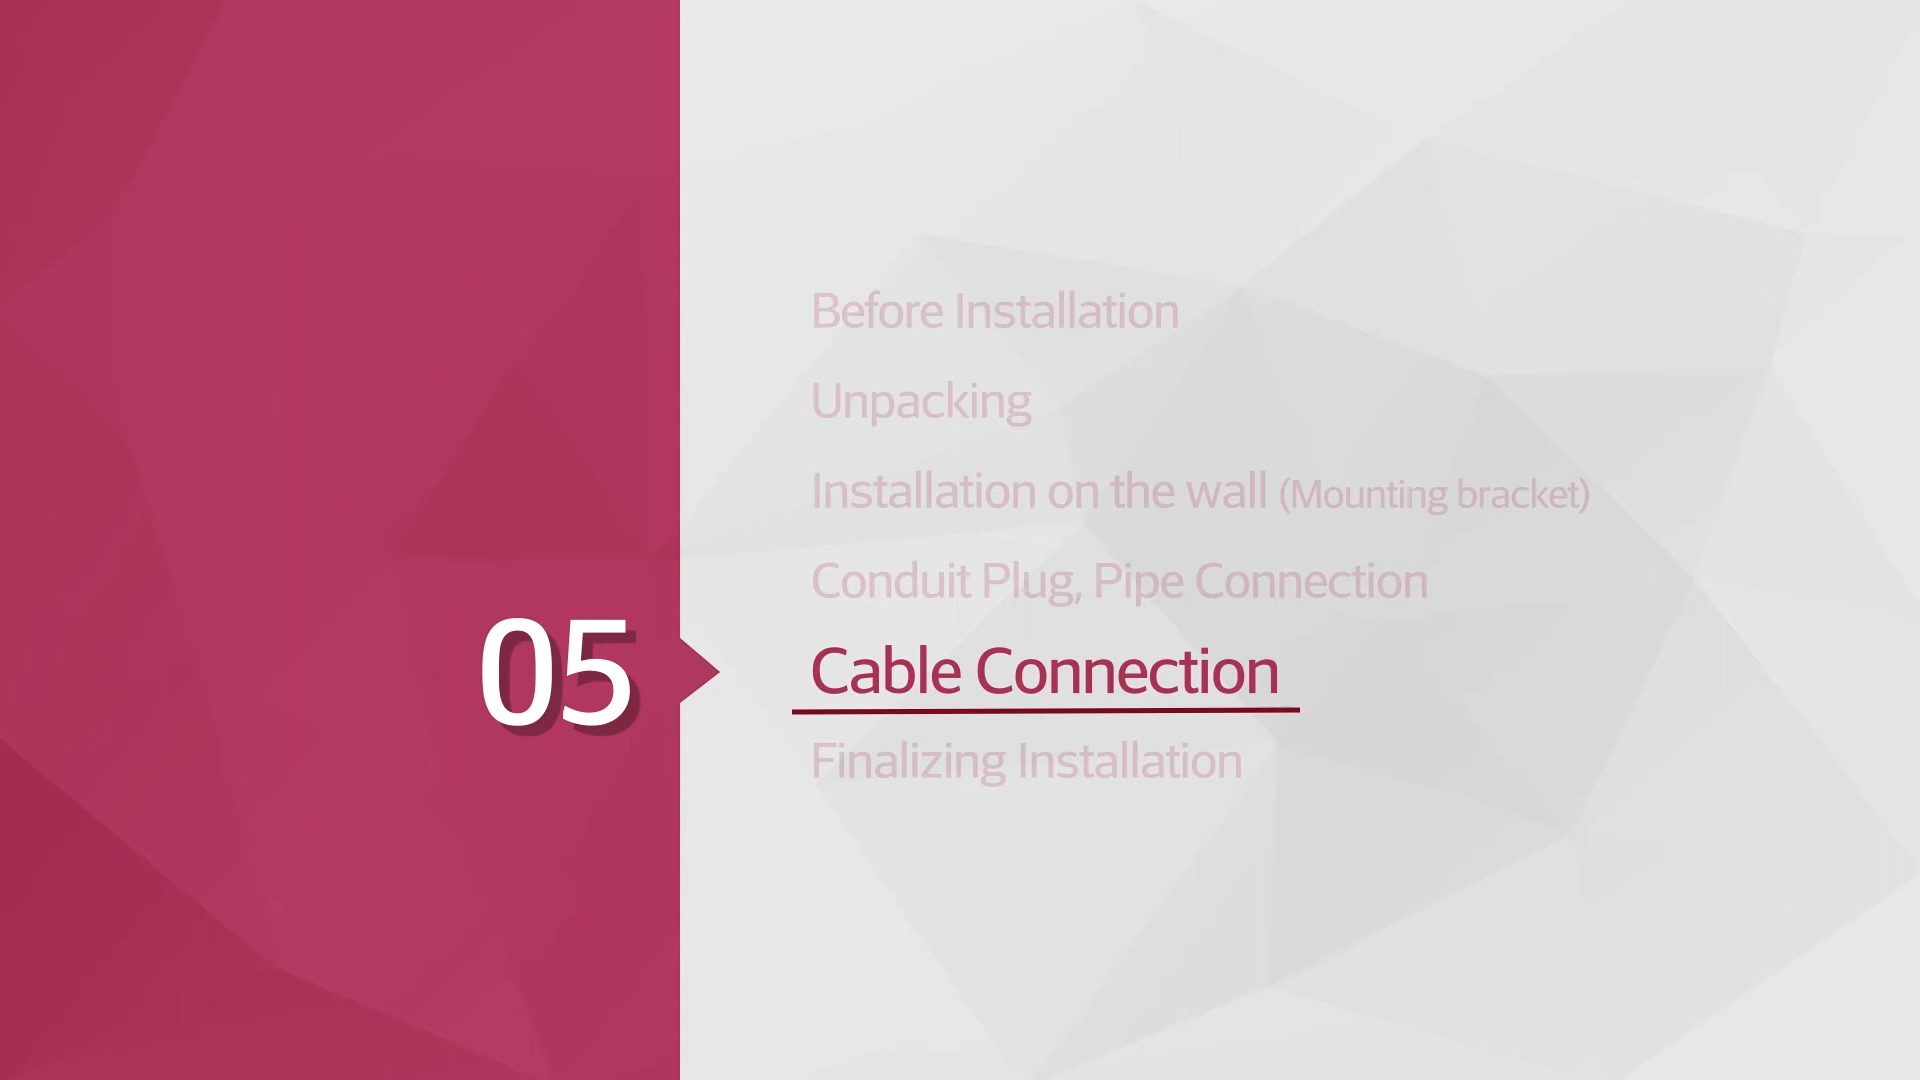 Before Installation
Unpacking
Installation on the wall (Mounting bracket)
Conduit Plug, Pipe Connection
05
Cable Connection
Finalizing Installation